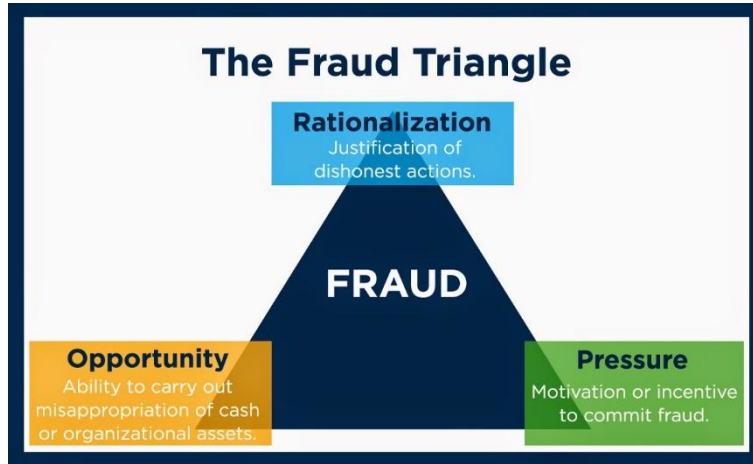 The Fraud Triangle
Rationalization
Justification of
dishonest actions.
FRAUD
Opportunity
Ability to carry out
misappropriation of cash
or organizational assets.
Pressure
Motivation or incentive
to commit fraud.